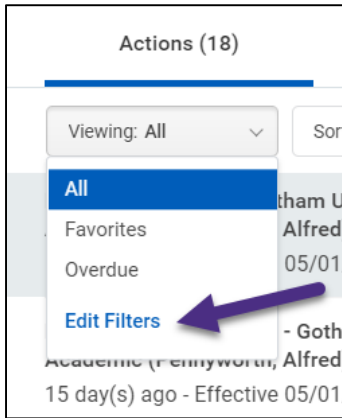 Actions (18)
Viewing: All
Sor
All
tham U
Favorites
Alfred
Overdue
05/01
Edit Filters
- Goth
Academic (Pennyworth, Alfred
15 day(s) ago - Effective 05/01